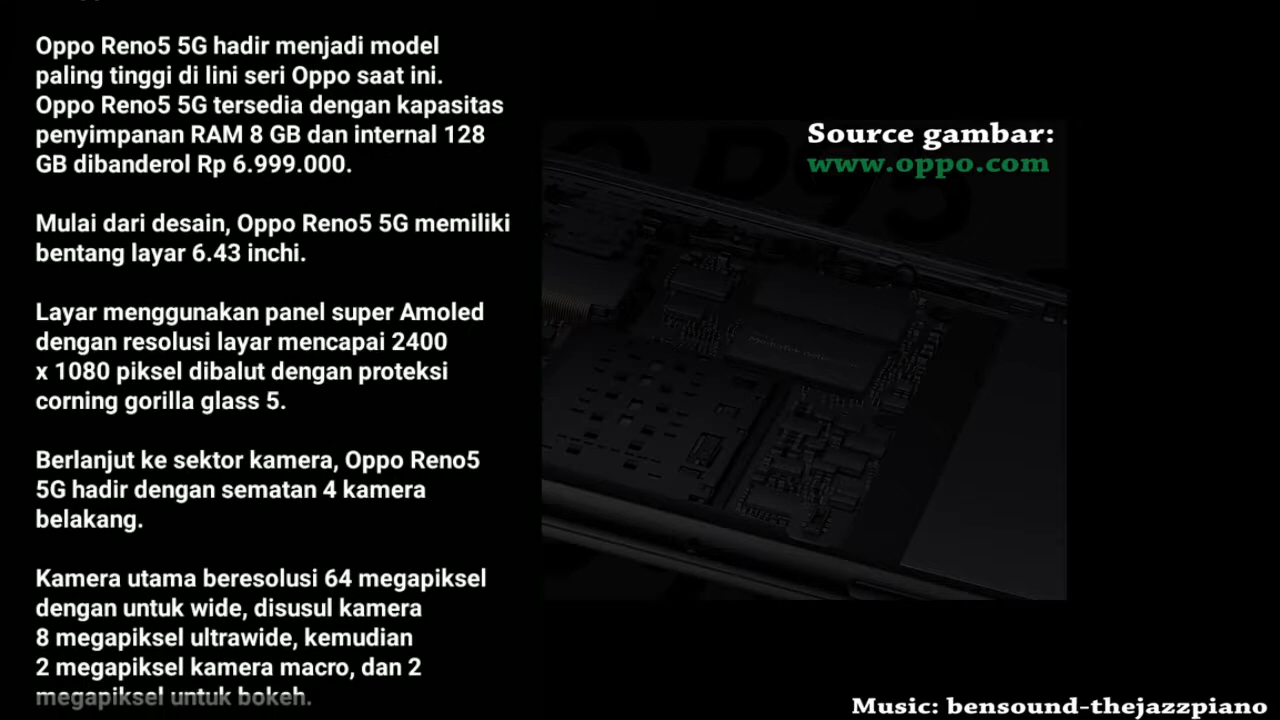 Oppo Reno5 5G hadir menjadi model
paling tinggi di lini seri Oppo saat ini.
Oppo Reno5 5G tersedia dengan kapasitas
penyimpanan RAM 8 GB dan internal 128
GB dibanderol Rp 6.999.000.
Mulai dari desain, Oppo Reno5 5G memiliki
bentang layar 6.43 inchi.
Layar menggunakan panel super Amoled
dengan resolusi layar mencapai 2400
x 1080 piksel dibalut dengan proteksi
corning gorilla glass 5.
Berlanjut ke sektor kamera, Oppo Reno5
5G hadir dengan sematan 4 kamera
belakang.
Kamera utama beresolusi 64 megapiksel
dengan untuk wide, disusul kamera
8 megapiksel ultrawide, kemudian
2 megapiksel kamera macro, dan 2
megapiksel untuk bokeh.
Source gambar:
www.oppo.com
Music: bensound-thejazzpiano